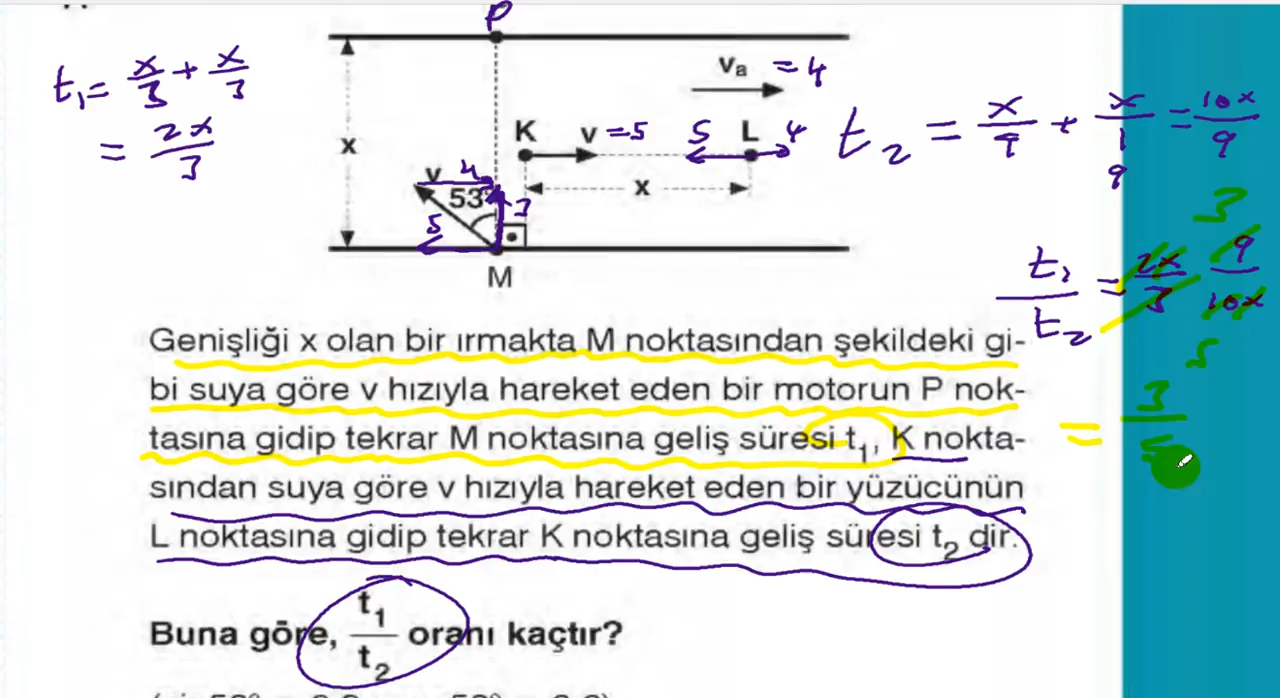 P
t₁ = x/3 + x/3
= 2x/3
vₐ = 4
K v = 5 5 L 4
t₂ = x/9 + x/1 = 10x/9
9
x
x
v 4
53° 3
5
M
t₁/t₂ = 2x/3 9/10x
3
5
= 3/5
Genişliği x olan bir ırmakta M noktasından şekildeki gi-
bi suya göre v hızıyla hareket eden bir motorun P nok-
tasına gidip tekrar M noktasına geliş süresi t₁, K nokta-
sından suya göre v hızıyla hareket eden bir yüzücünün
L noktasına gidip tekrar K noktasına geliş süresi t₂ dir.
Buna göre, t₁/t₂ oranı kaçtır?